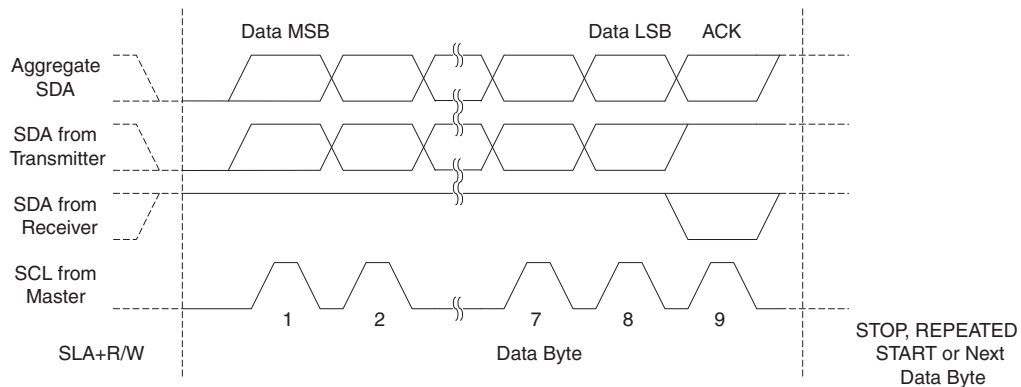 Data MSB
Data LSB
ACK
Aggregate
SDA
SDA from
Transmitter
SDA from
Receiver
SCL from
Master
1
2
7
8
9
SLA+R/W
Data Byte
STOP, REPEATED
START or Next
Data Byte